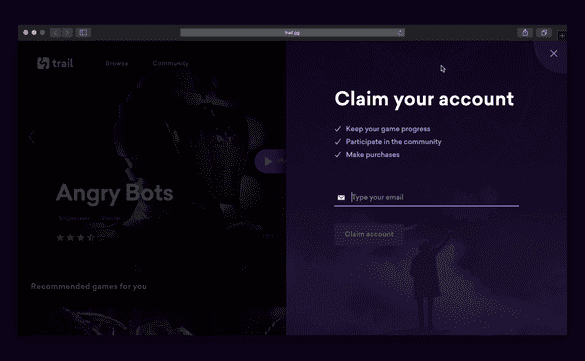 trail.gg
trail
Browse
Community
Claim your account
Keep your game progress
Participate in the community
Make purchases
Angry Bots
Type your email
Claim account
Recommended games for you